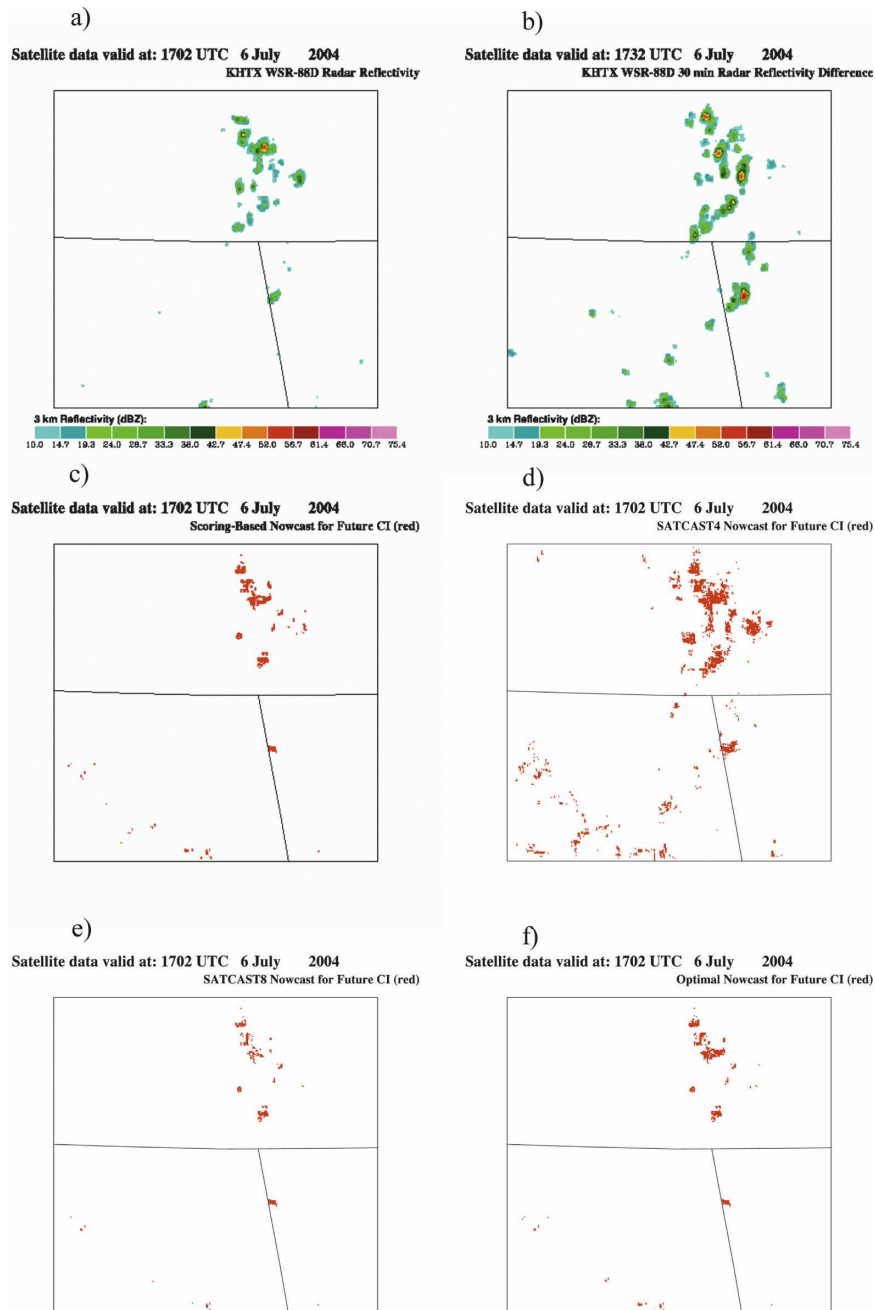 a)
Satellite data valid at: 1702 UTC 6 July 2004
KHTX WSR-88D Radar Reflectivity
3 km Reflectivity (dBZ):
10.0 14.7 19.3 24.0 28.7 33.3 38.0 42.7 47.4 52.0 56.7 61.4 66.0 70.7 75.4
b)
Satellite data valid at: 1732 UTC 6 July 2004
KHTX WSR-88D 30 min Radar Reflectivity Difference
3 km Reflectivity (dBZ):
10.0 14.7 19.3 24.0 28.7 33.3 38.0 42.7 47.4 52.0 56.7 61.4 66.0 70.7 75.4
c)
Satellite data valid at: 1702 UTC 6 July 2004
Scoring-Based Nowcast for Future CI (red)
d)
Satellite data valid at: 1702 UTC 6 July 2004
SATCAST4 Nowcast for Future CI (red)
e)
Satellite data valid at: 1702 UTC 6 July 2004
SATCAST8 Nowcast for Future CI (red)
f)
Satellite data valid at: 1702 UTC 6 July 2004
Optimal Nowcast for Future CI (red)